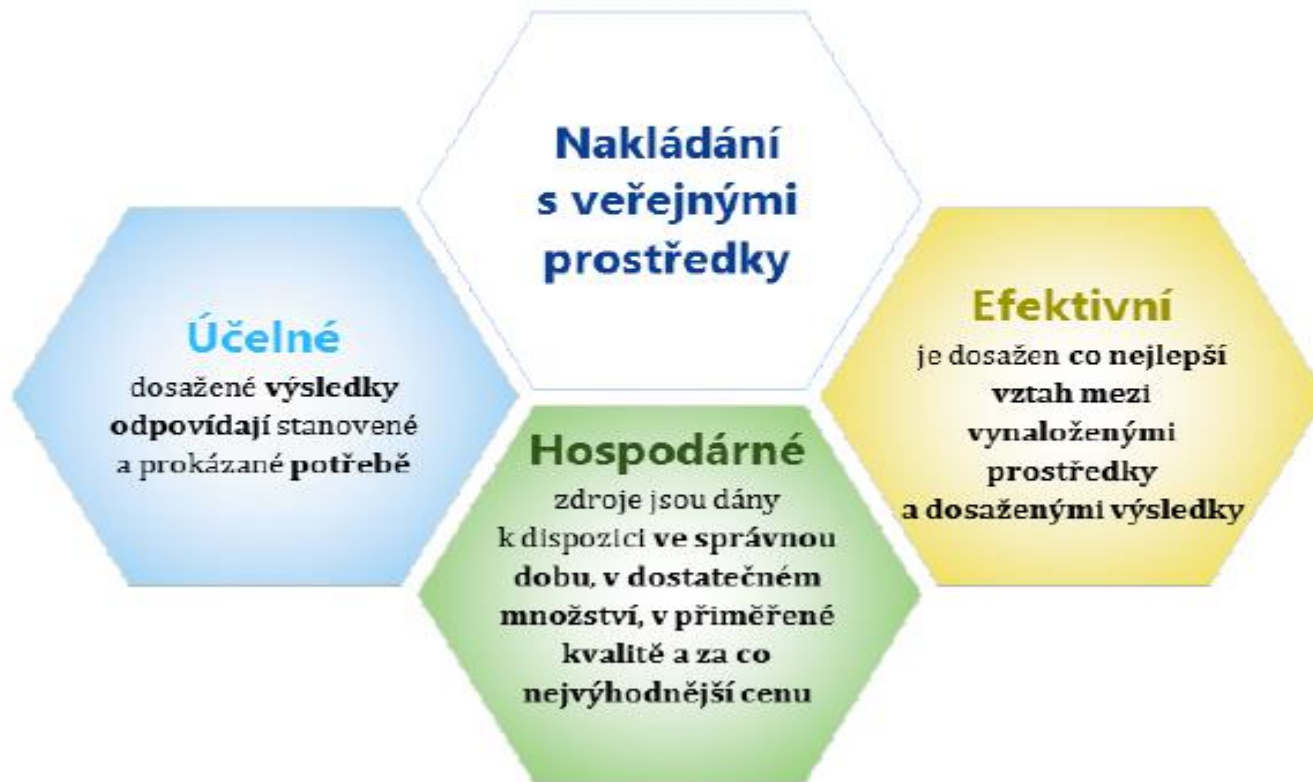 Nakládání
s veřejnými
prostředky
Účelné
dosažené výsledky
odpovídají stanovené
a prokázané potřebě
Hospodárné
zdroje jsou dány
k dispozici ve správnou
dobu, v dostatečném
množství, v přiměřené
kvalitě a za co
nejvýhodnější cenu
Efektivní
je dosažen co nejlepší
vztah mezi
vynaloženými
prostředky
a dosaženými výsledky